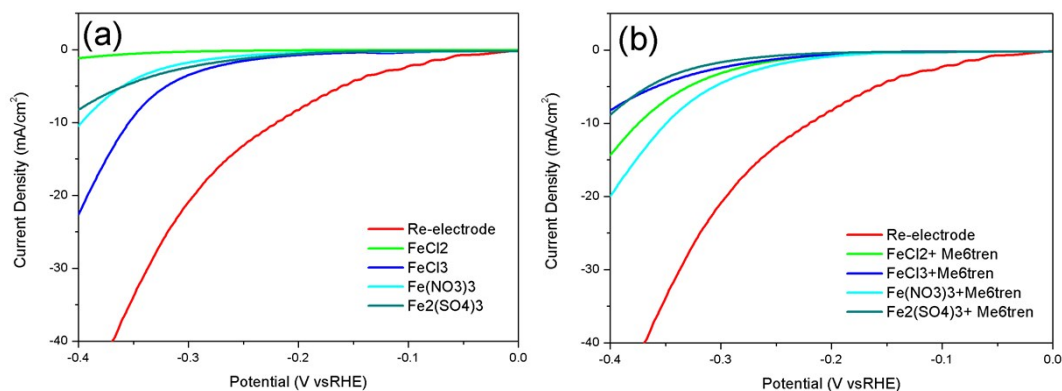 (a)
0
-10
-20
-30
-40
Current Density (mA/cm²)
Re-electrode
FeCl2
FeCl3
Fe(NO3)3
Fe2(SO4)3
-0.4 -0.3 -0.2 -0.1 0.0
Potential (V vsRHE)
(b)
0
-10
-20
-30
-40
Current Density (mA/cm²)
Re-electrode
FeCl2+ Me6tren
FeCl3+Me6tren
Fe(NO3)3+Me6tren
Fe2(SO4)3+ Me6tren
-0.4 -0.3 -0.2 -0.1 0.0
Potential (V vsRHE)